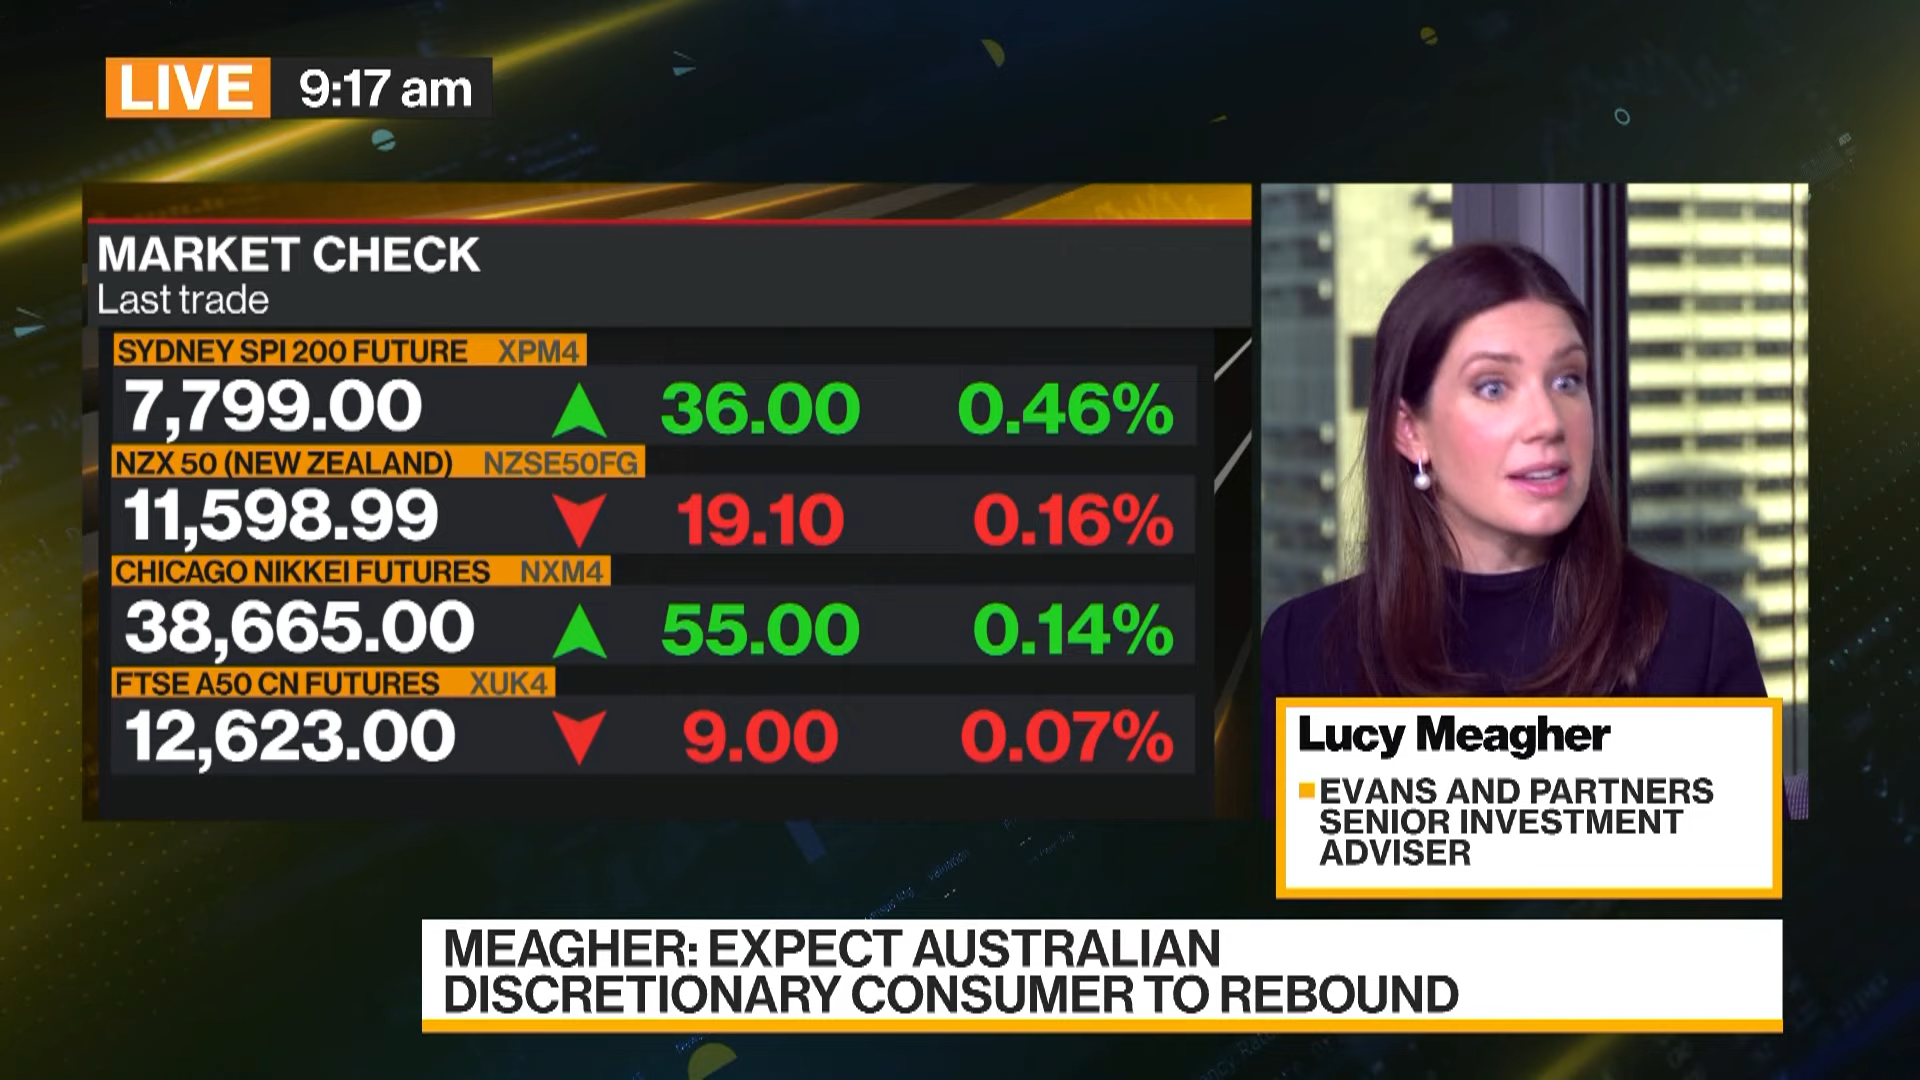 LIVE 9:17 am
MARKET CHECK
Last trade
SYDNEY SPI 200 FUTURE XPM4
7,799.00 ▲ 36.00 0.46%
NZX 50 (NEW ZEALAND) NZSE50FG
11,598.99 ▼ 19.10 0.16%
CHICAGO NIKKEI FUTURES NXM4
38,665.00 ▲ 55.00 0.14%
FTSE A50 CN FUTURES XUK4
12,623.00 ▼ 9.00 0.07%
Lucy Meagher
EVANS AND PARTNERS
SENIOR INVESTMENT
ADVISER
MEAGHER: EXPECT AUSTRALIAN
DISCRETIONARY CONSUMER TO REBOUND